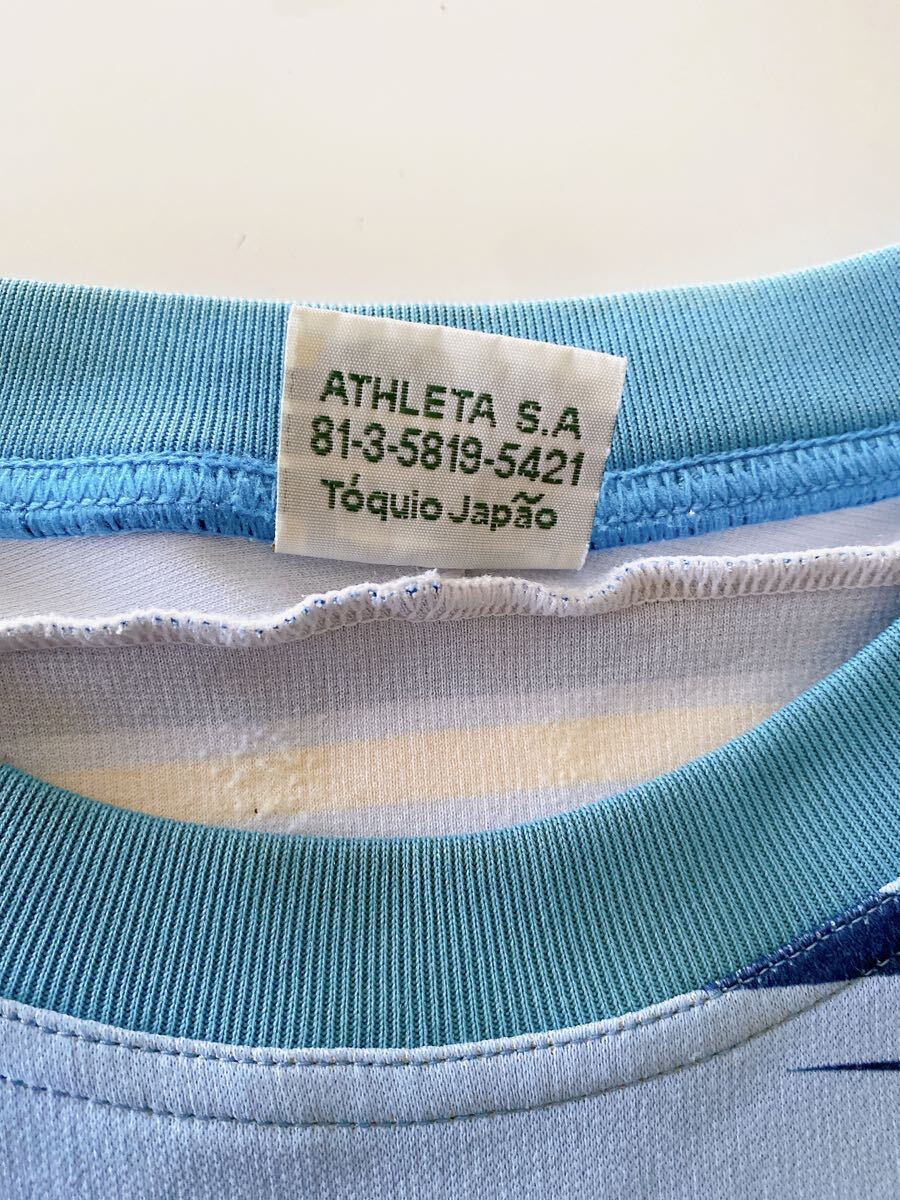 ATHLETA S.A
81-3-5819-5421
Tóquio Japão